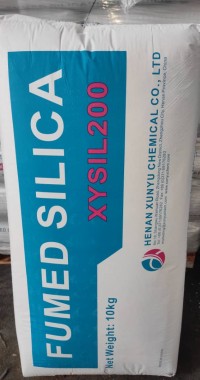 FUMED SILICA
XYSIL200
Net Weight: 10kg
HENAN XUNYU CHEMICAL CO., LTD